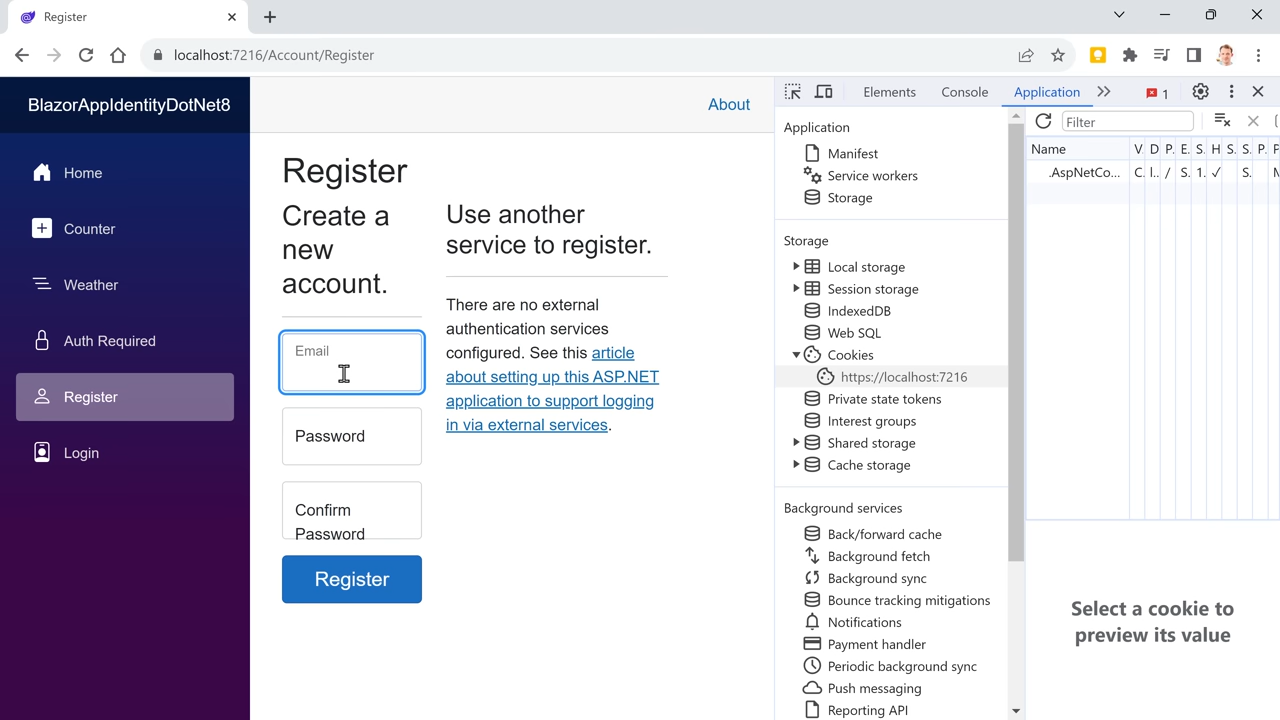 Register
localhost:7216/Account/Register
BlazorAppIdentityDotNet8
Home
Counter
Weather
Auth Required
Register
Login
About
Register
Create a
new
account.
Email
Password
Confirm
Password
Register
Use another
service to register.
There are no external
authentication services
configured. See this article
about setting up this ASP.NET
application to support logging
in via external services.
Elements
Console
Application
1
Application
Manifest
Service workers
Storage
Storage
Local storage
Session storage
IndexedDB
Web SQL
Cookies
https://localhost:7216
Private state tokens
Interest groups
Shared storage
Cache storage
Background services
Back/forward cache
Background fetch
Background sync
Bounce tracking mitigations
Notifications
Payment handler
Periodic background sync
Push messaging
Reporting API
Filter
Name V. D P. E. S. H S. S. P. P
.AspNetCo... C. l.. / S. 1. ✓ S. M
Select a cookie to
preview its value